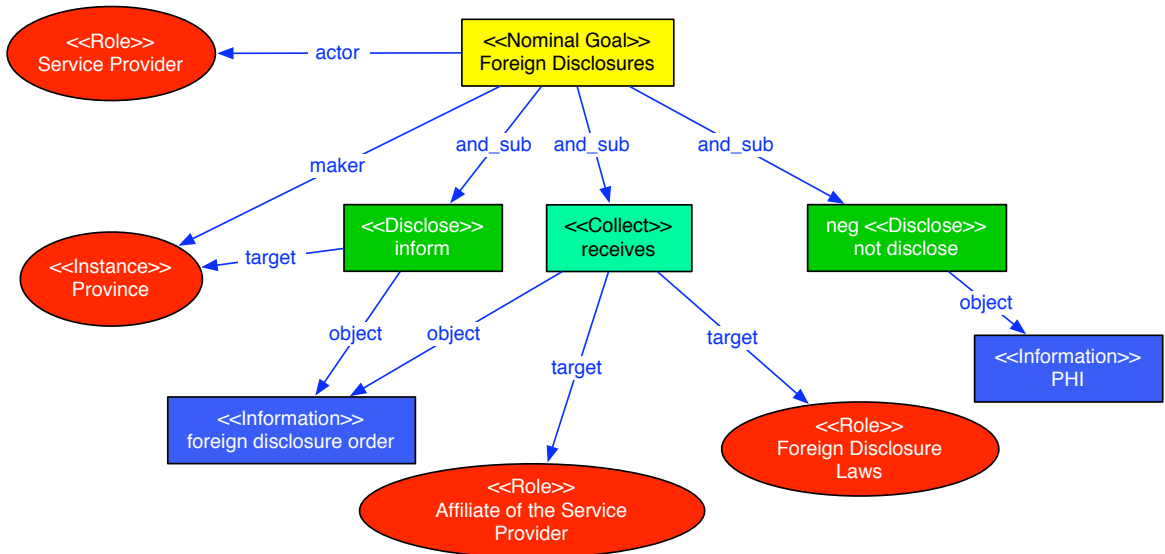 <<Role>>
Service Provider
actor
<<Nominal Goal>>
Foreign Disclosures
maker
and_sub
and_sub
and_sub
<<Instance>>
Province
target
<<Disclose>>
inform
<<Collect>>
receives
neg <<Disclose>>
not disclose
object
object
target
target
object
<<Information>>
PHI
<<Information>>
foreign disclosure order
<<Role>>
Foreign Disclosure
Laws
<<Role>>
Affiliate of the Service
Provider